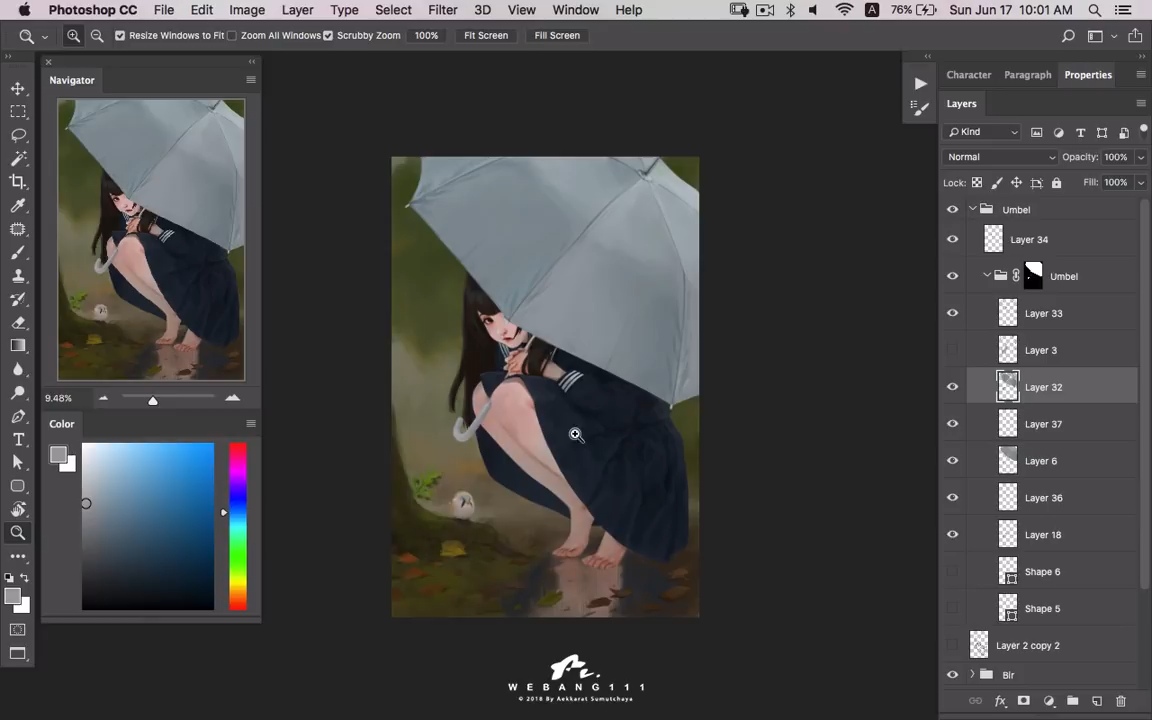 Photoshop CC File Edit Image Layer Type Select Filter 3D View Window Help A 76% Sun Jun 17 10:01 AM
Resize Windows to Fit Zoom All Windows Scrubby Zoom 100% Fit Screen Fill Screen
Navigator
9.48%
Color
Character Paragraph Properties
Layers
Kind
Normal Opacity: 100%
Lock: Fill: 100%
Umbel
Layer 34
Umbel
Layer 33
Layer 3
Layer 32
Layer 37
Layer 6
Layer 36
Layer 18
Shape 6
Shape 5
Layer 2 copy 2
Bir
WEBANG111
© 2018 By Aekkarat Sumutchaya